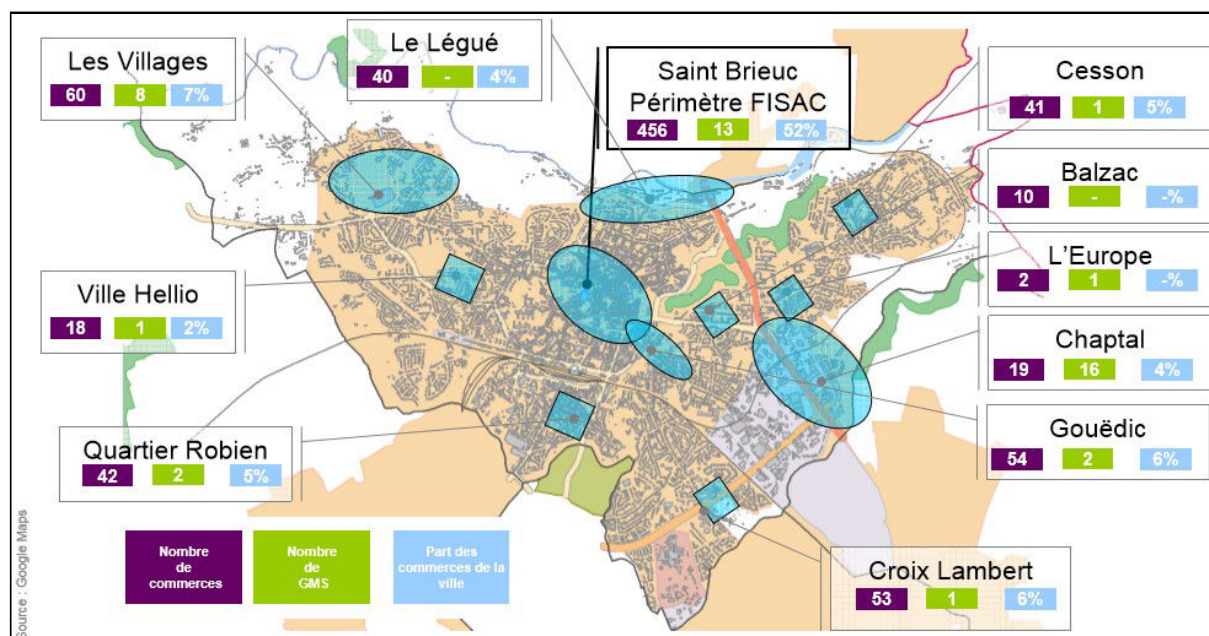 Les Villages
60 8 7%
Le Légué
40 - 4%
Saint Brieuc
Périmètre FISAC
456 13 52%
Cesson
41 1 5%
Balzac
10 - -%
L'Europe
2 1 -%
Chaptal
19 16 4%
Gouëdic
54 2 6%
Ville Hellio
18 1 2%
Quartier Robien
42 2 5%
Croix Lambert
53 1 6%
Nombre
de
commerces
Nombre
de
GMS
Part des
commerces de la
ville
Source : Google Maps